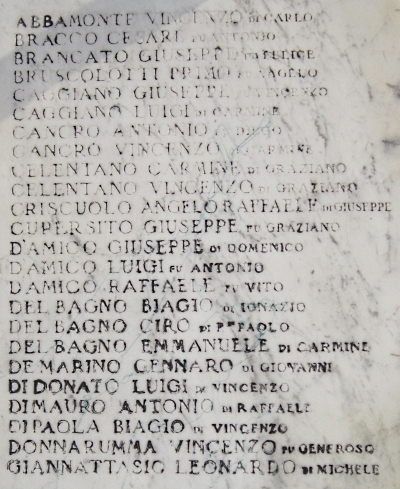 ABBAMONTE VINCENZO DI CARLO
BRACCO CESARE FU ANTONIO
BRANCATO GIUSEPPE FU FELICE
BRUSCOLOTTI PRIMO F. ANGELO
CAGGIANO GIUSEPPE VINCENZO
CAGGIANO LUIGI DI CARMINE
CANCRO ANTONIO DIEGO
CANCRO VINCENZO DI CARMINE
CELENTANO CARMINE DI GRAZIANO
CELENTANO VINCENZO DI GRAZIANO
CRISCUOLO ANGELO RAFFAELE DI GIUSEPPE
CUPERSITO GIUSEPPE FU GRAZIANO
D'AMICO GIUSEPPE DI DOMENICO
D'AMICO LUIGI FU ANTONIO
D'AMICO RAFFAELE FU VITO
DEL BAGNO BIAGIO DI IGNAZIO
DEL BAGNO CIRO DI
DEL BAGNO EMMANUELE DI CARMINE
DE MARINO GENNARO DI GIOVANNI
DI DONATO LUIGI VINCENZO
DI MAURO ANTONIO DI RAFFAELE
DI PAOLA BIAGIO DI VINCENZO
DONNARUMMA VINCENZO FU GENEROSO
GIANNATTASIO LEONARDO DI MICHELE